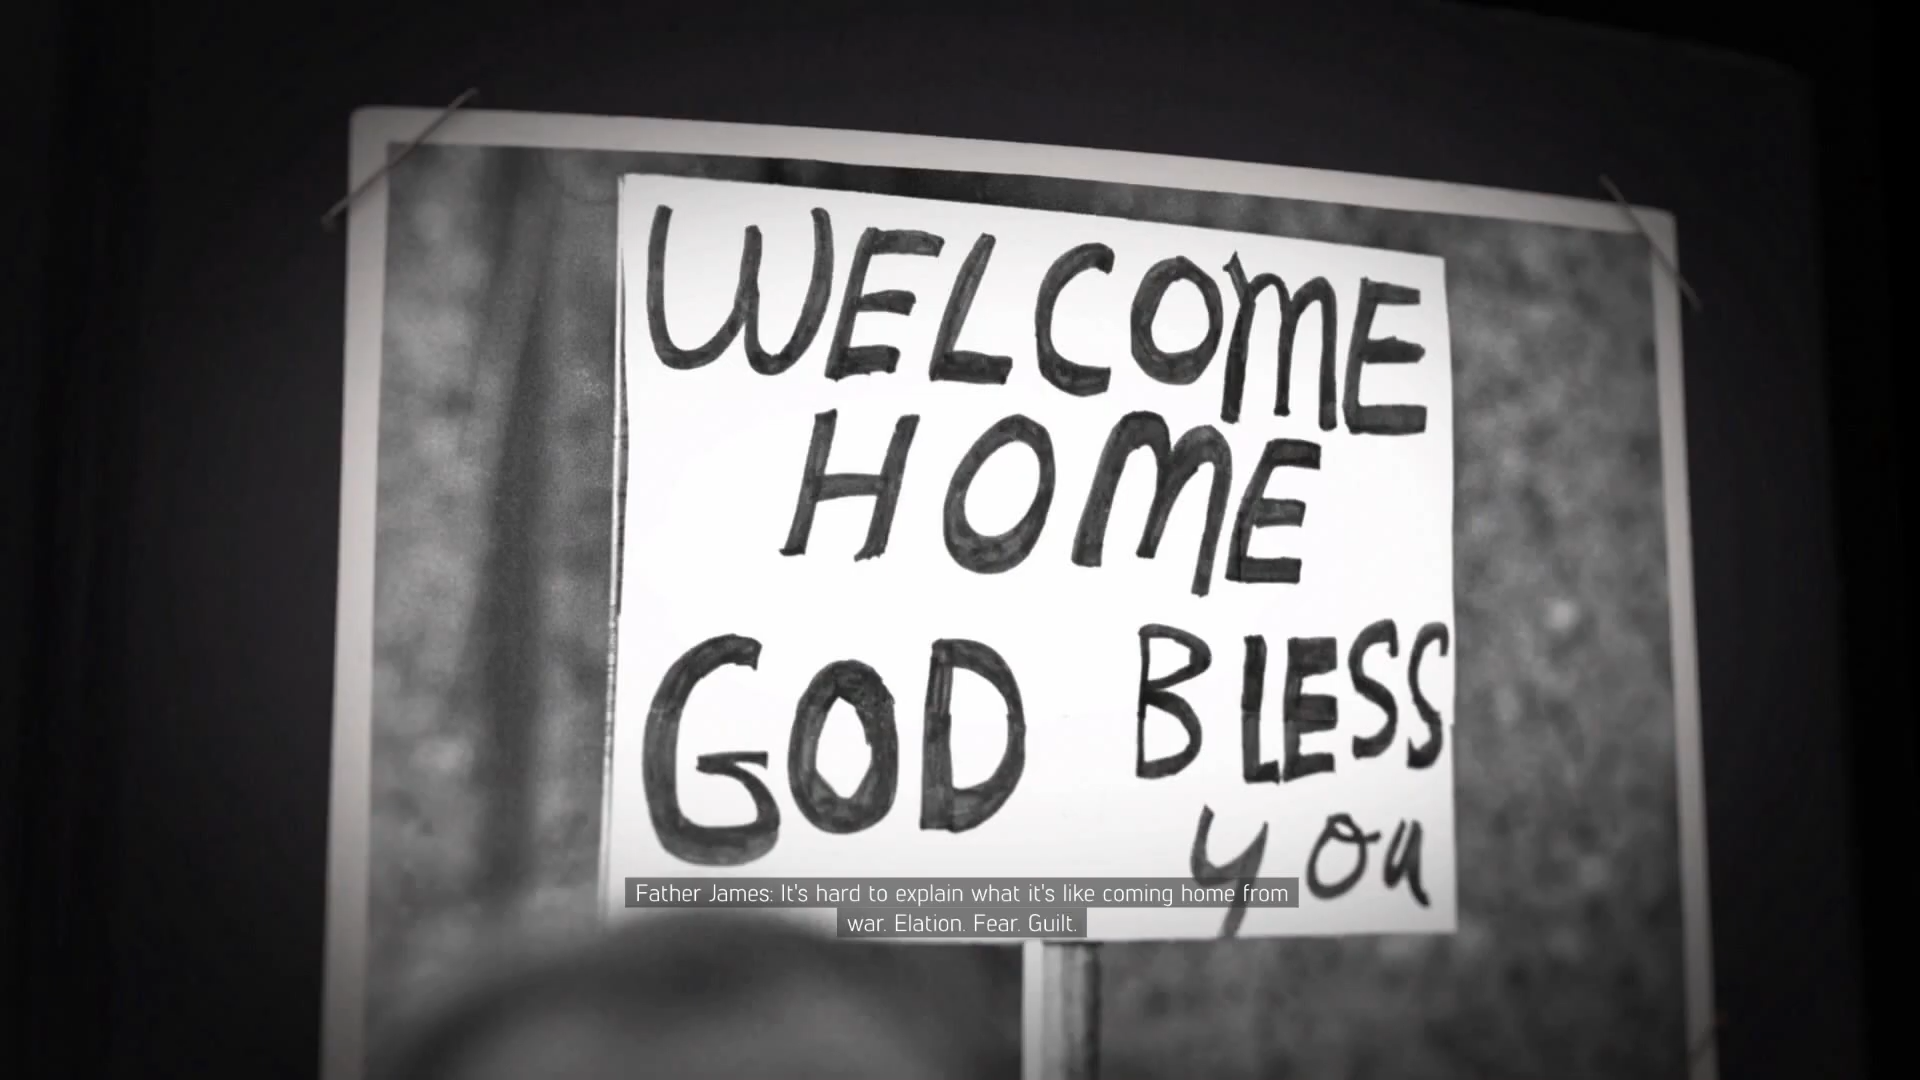 WELCOME
HOME
GOD BLESS
you
Father James: It's hard to explain what it's like coming home from
war. Elation. Fear. Guilt.